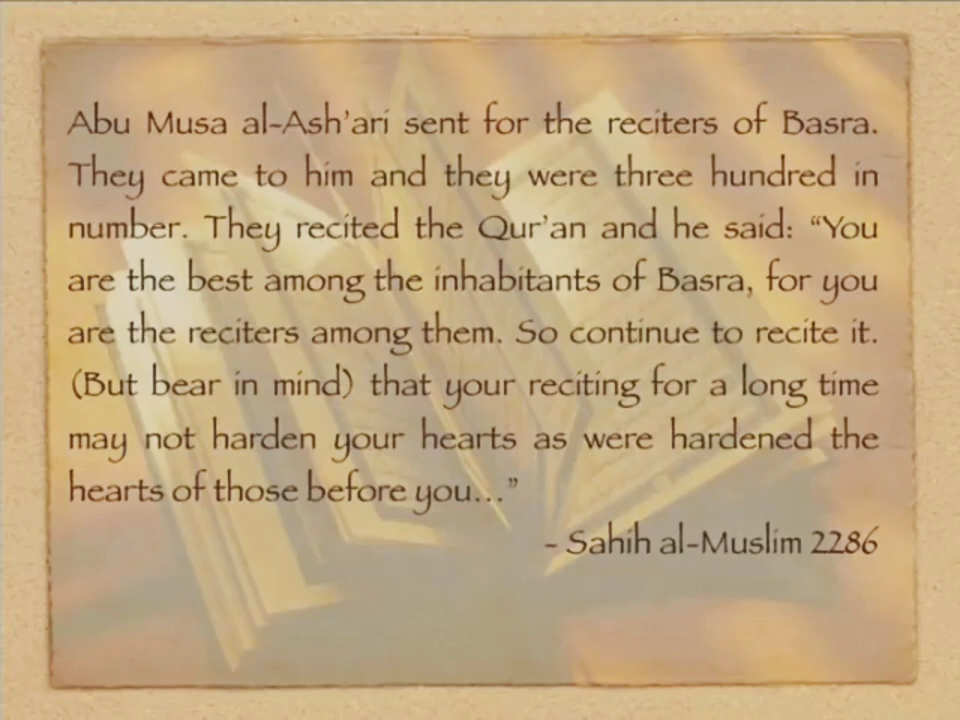 Abu Musa al-Ash'ari sent for the reciters of Basra.
They came to him and they were three hundred in
number. They recited the Qur'an and he said: “You
are the best among the inhabitants of Basra, for you
are the reciters among them. So continue to recite it.
(But bear in mind) that your reciting for a long time
may not harden your hearts as were hardened the
hearts of those before you...”
- Sahih al-Muslim 2286